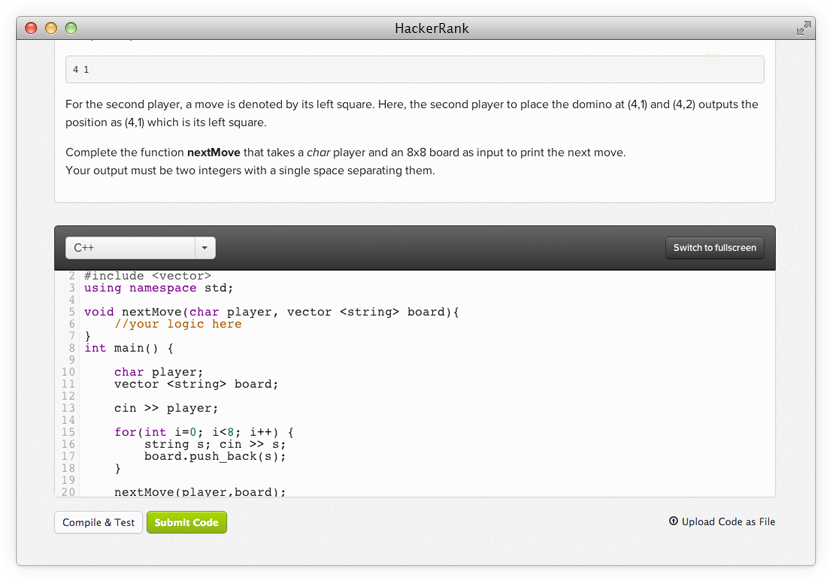 HackerRank
4 1
For the second player, a move is denoted by its left square. Here, the second player to place the domino at (4,1) and (4,2) outputs the
position as (4,1) which is its left square.
Complete the function nextMove that takes a char player and an 8x8 board as input to print the next move.
Your output must be two integers with a single space separating them.
C++
Switch to fullscreen
2 #include <vector>
3 using namespace std;
4
5 void nextMove(char player, vector <string> board){
6     //your logic here
7 }
8 int main() {
9
10     char player;
11     vector <string> board;
12
13     cin >> player;
14
15     for(int i=0; i<8; i++) {
16         string s; cin >> s;
17         board.push_back(s);
18     }
19
20     nextMove(player,board);
Compile & Test
Submit Code
Upload Code as File